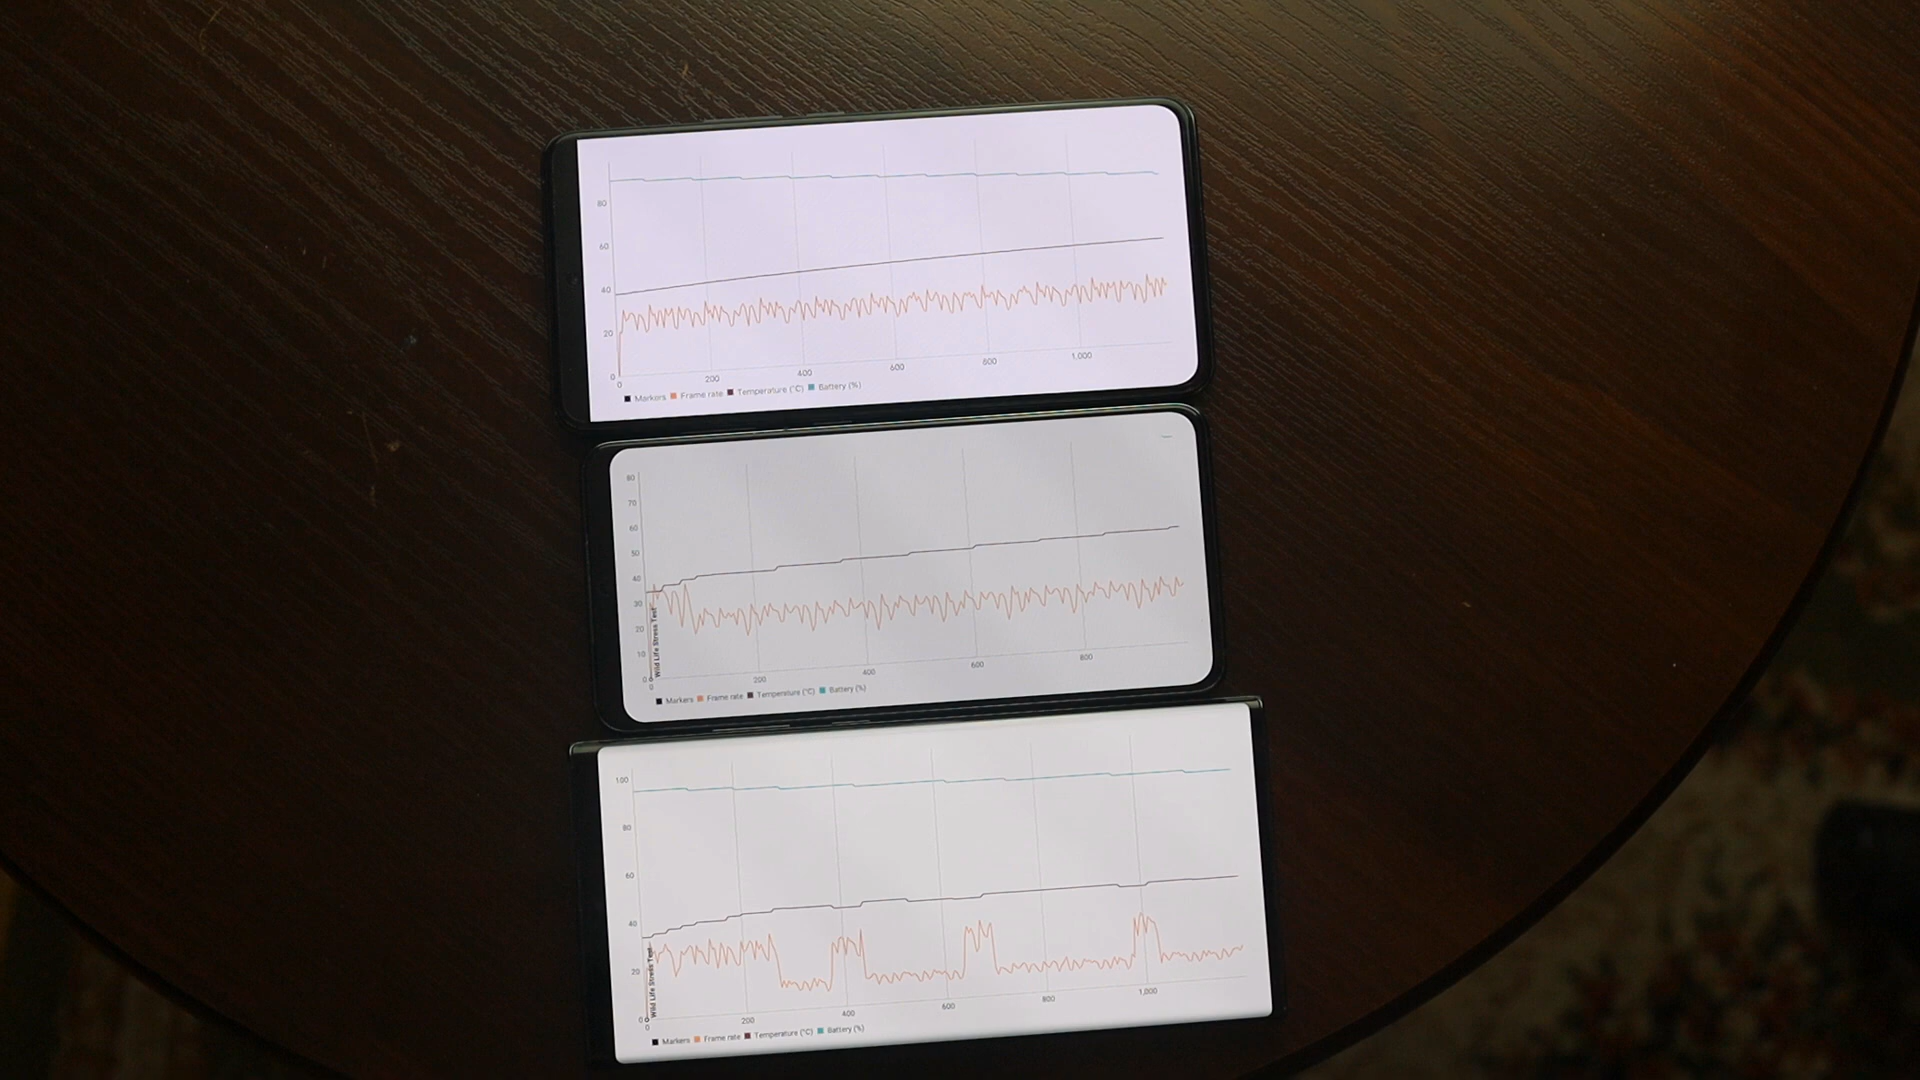 80
60
40
20
0
0 200 400 600 800 1,000
Markers Frame rate Temperature (°C) Battery (%)
80
70
60
50
40
30
20
10
0
Wild Life Stress Test
0 200 400 600 800
Markers Frame rate Temperature (°C) Battery (%)
100
80
60
40
20
0
Wild Life Stress Test
0 200 400 600 800 1,000
Markers Frame rate Temperature (°C) Battery (%)